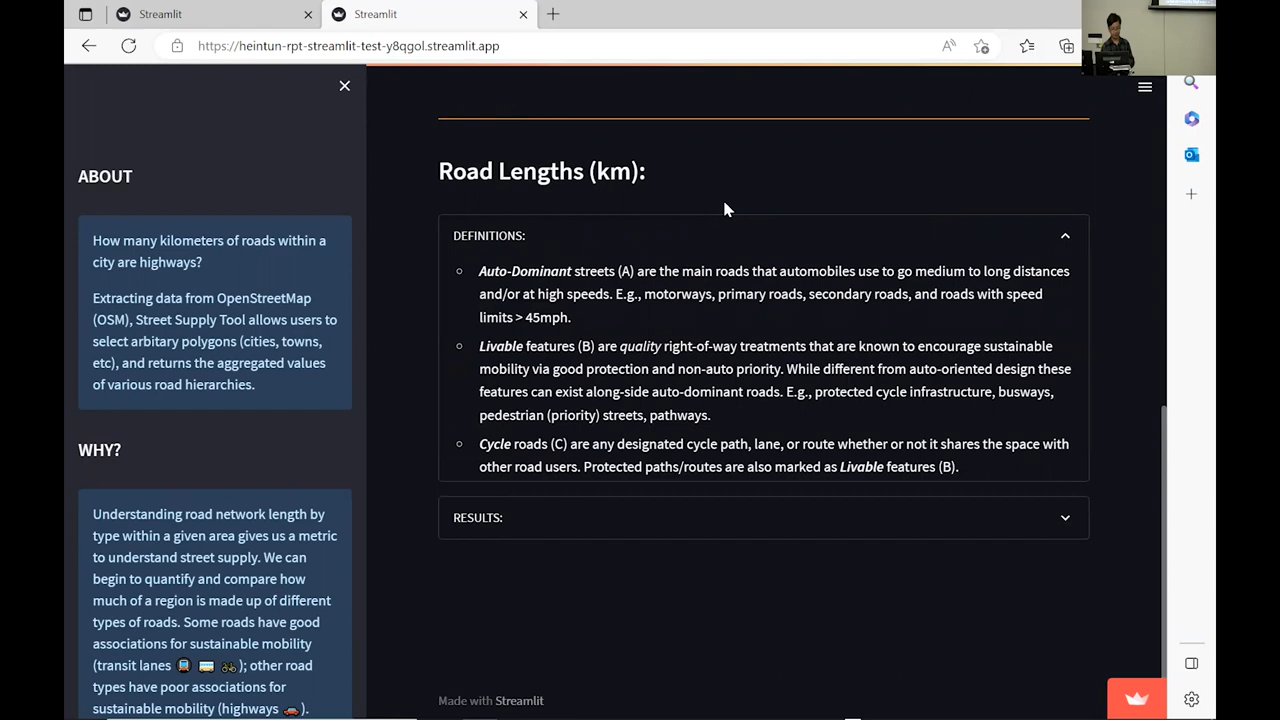 Streamlit
Streamlit
https://heintun-rpt-streamlit-test-y8qgol.streamlit.app
ABOUT
How many kilometers of roads within a
city are highways?
Extracting data from OpenStreetMap
(OSM), Street Supply Tool allows users to
select arbitary polygons (cities, towns,
etc), and returns the aggregated values
of various road hierarchies.
WHY?
Understanding road network length by
type within a given area gives us a metric
to understand street supply. We can
begin to quantify and compare how
much of a region is made up of different
types of roads. Some roads have good
associations for sustainable mobility
(transit lanes 🚇 🚌 🚲); other road
types have poor associations for
sustainable mobility (highways 🚗).
Road Lengths (km):
DEFINITIONS:
Auto-Dominant streets (A) are the main roads that automobiles use to go medium to long distances
and/or at high speeds. E.g., motorways, primary roads, secondary roads, and roads with speed
limits > 45mph.
Livable features (B) are quality right-of-way treatments that are known to encourage sustainable
mobility via good protection and non-auto priority. While different from auto-oriented design these
features can exist along-side auto-dominant roads. E.g., protected cycle infrastructure, busways,
pedestrian (priority) streets, pathways.
Cycle roads (C) are any designated cycle path, lane, or route whether or not it shares the space with
other road users. Protected paths/routes are also marked as Livable features (B).
RESULTS:
Made with Streamlit